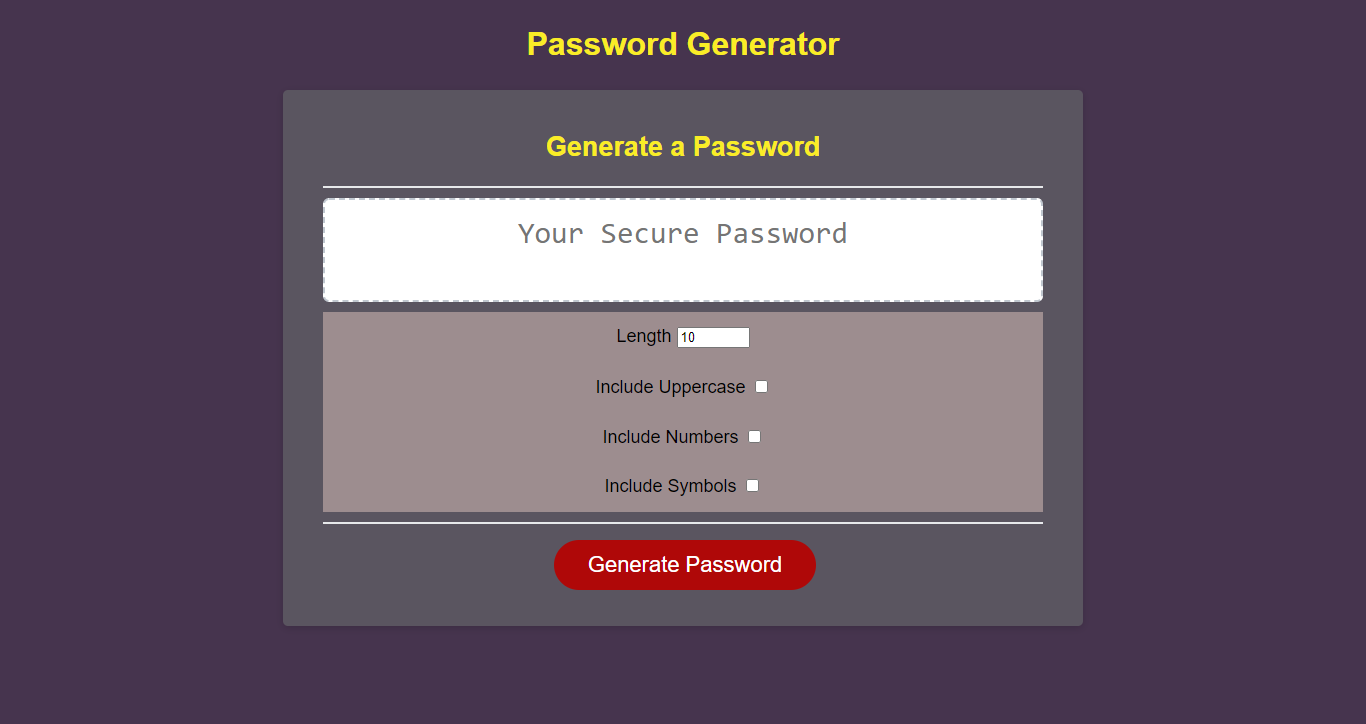 Password Generator
Generate a Password
Your Secure Password
Length 10
Include Uppercase
Include Numbers
Include Symbols
Generate Password